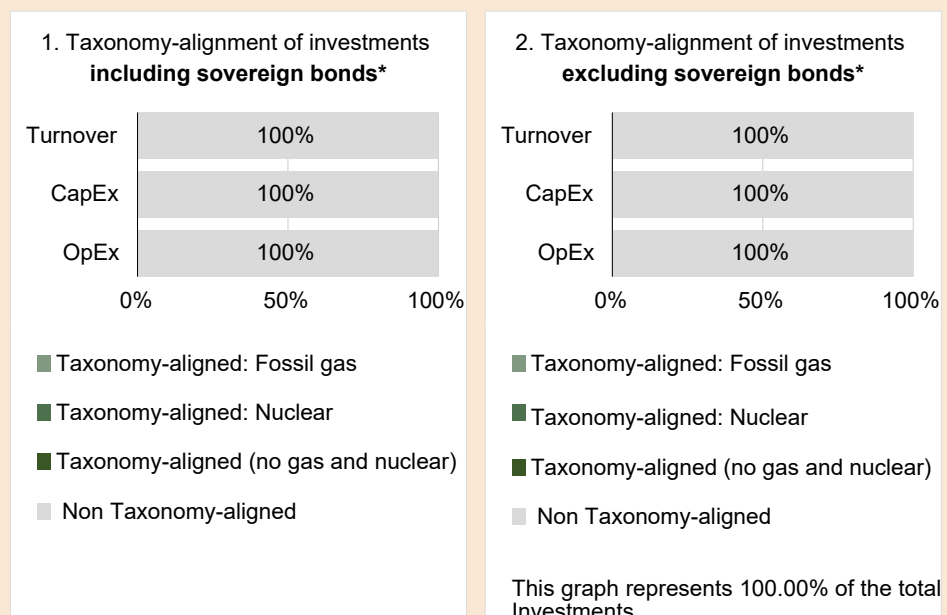 1. Taxonomy-alignment of investments
including sovereign bonds*
Turnover
100%
CapEx
100%
OpEx
100%
0%
50%
100%
Taxonomy-aligned: Fossil gas
Taxonomy-aligned: Nuclear
Taxonomy-aligned (no gas and nuclear)
Non Taxonomy-aligned
2. Taxonomy-alignment of investments
excluding sovereign bonds*
Turnover
100%
CapEx
100%
OpEx
100%
0%
50%
100%
Taxonomy-aligned: Fossil gas
Taxonomy-aligned: Nuclear
Taxonomy-aligned (no gas and nuclear)
Non Taxonomy-aligned
This graph represents 100.00% of the total
Investments